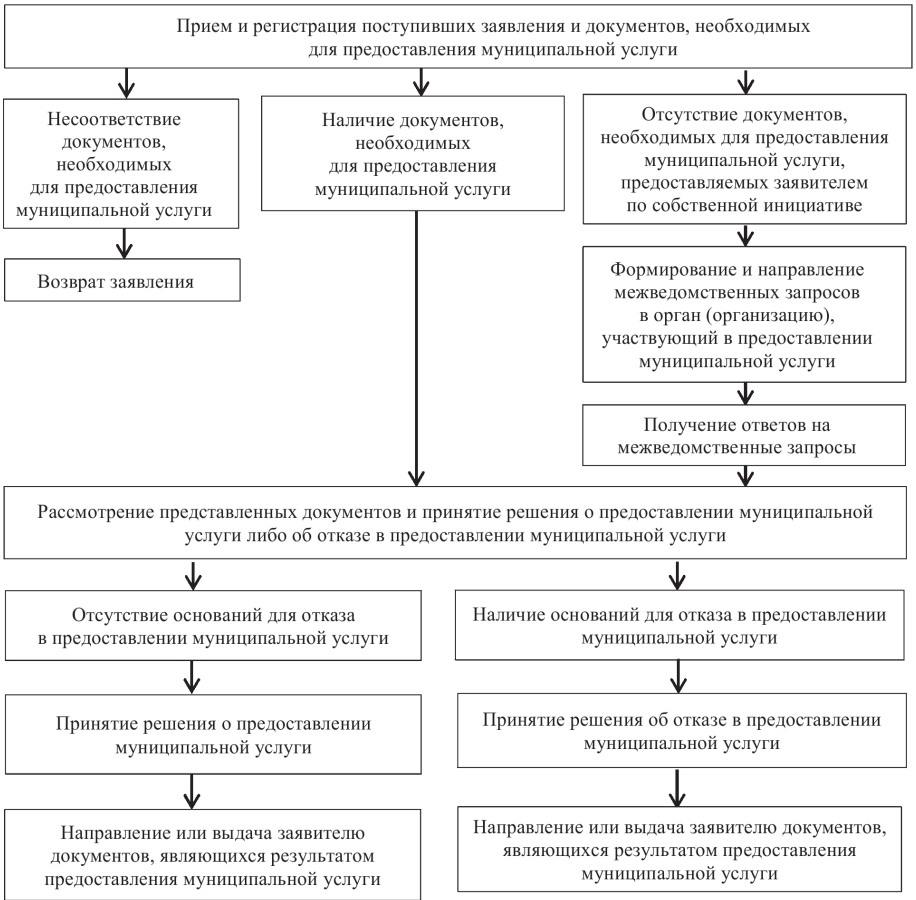 Прием и регистрация поступивших заявления и документов, необходимых
для предоставления муниципальной услуги
Несоответствие
документов,
необходимых
для предоставления
муниципальной услуги
Возврат заявления
Наличие документов,
необходимых
для предоставления
муниципальной услуги
Отсутствие документов,
необходимых для предоставления
муниципальной услуги,
предоставляемых заявителем
по собственной инициативе
Формирование и направление
межведомственных запросов
в орган (организацию),
участвующий в предоставлении
муниципальной услуги
Получение ответов на
межведомственные запросы
Рассмотрение представленных документов и принятие решения о предоставлении муниципальной
услуги либо об отказе в предоставлении муниципальной услуги
Отсутствие оснований для отказа
в предоставлении муниципальной услуги
Принятие решения о предоставлении
муниципальной услуги
Направление или выдача заявителю
документов, являющихся результатом
предоставления муниципальной услуги
Наличие оснований для отказа в предоставлении
муниципальной услуги
Принятие решения об отказе в предоставлении
муниципальной услуги
Направление или выдача заявителю документов,
являющихся результатом предоставления
муниципальной услуги